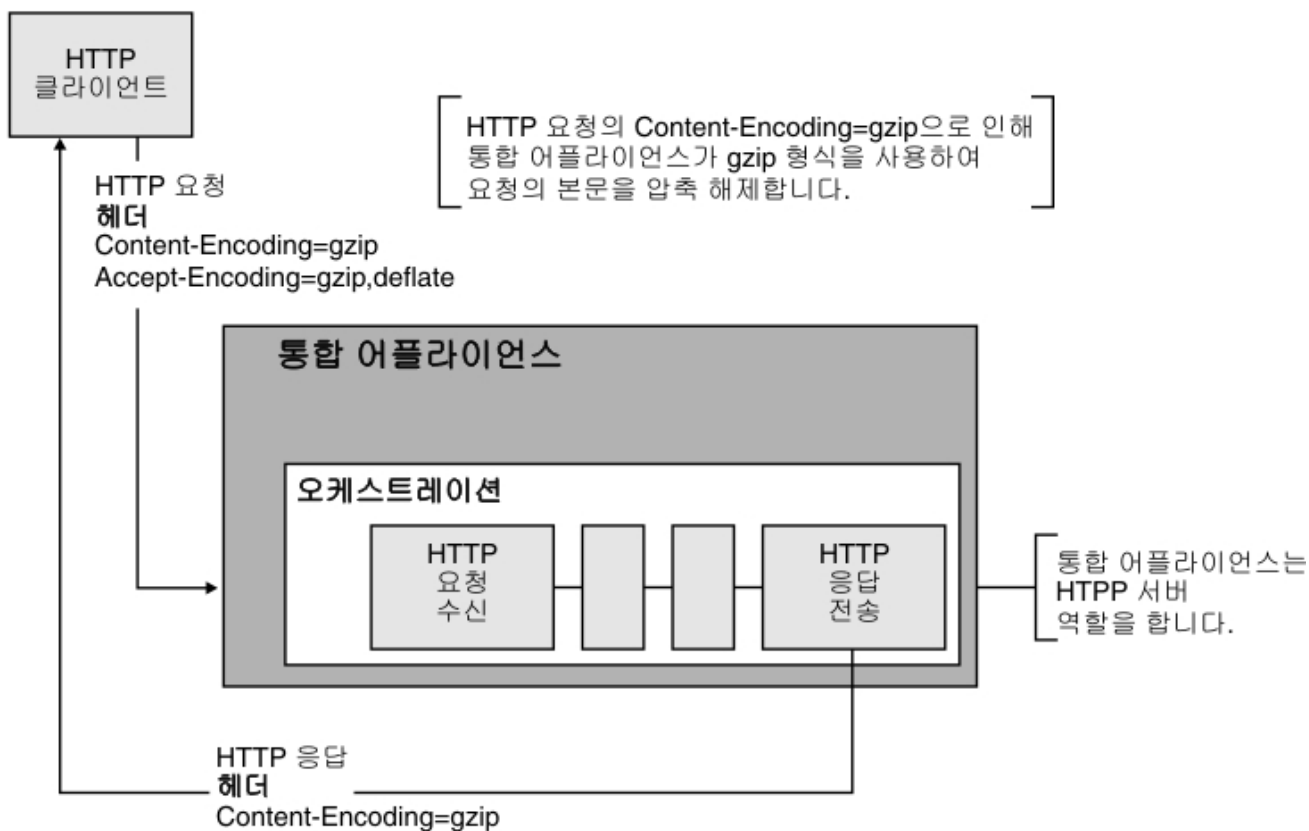 HTTP
클라이언트
HTTP 요청의 Content-Encoding=gzip으로 인해
통합 어플라이언스가 gzip 형식을 사용하여
요청의 본문을 압축 해제합니다.
HTTP 요청
헤더
Content-Encoding=gzip
Accept-Encoding=gzip,deflate
통합 어플라이언스
오케스트레이션
HTTP
요청
수신
HTTP
응답
전송
통합 어플라이언스는
HTPP 서버
역할을 합니다.
HTTP 응답
헤더
Content-Encoding=gzip